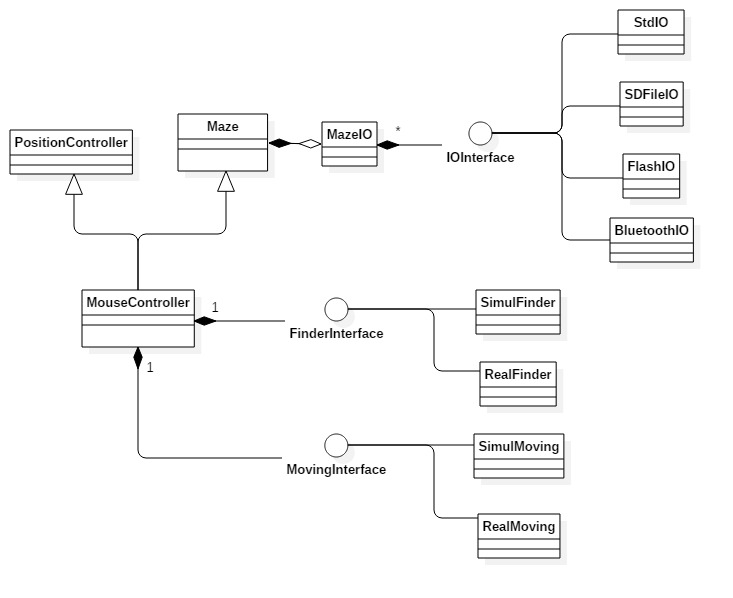 StdIO
SDFileIO
Maze
MazeIO
*
PositionController
IOInterface
FlashIO
BluetoothIO
MouseController
1
FinderInterface
SimulFinder
1
RealFinder
MovingInterface
SimulMoving
RealMoving